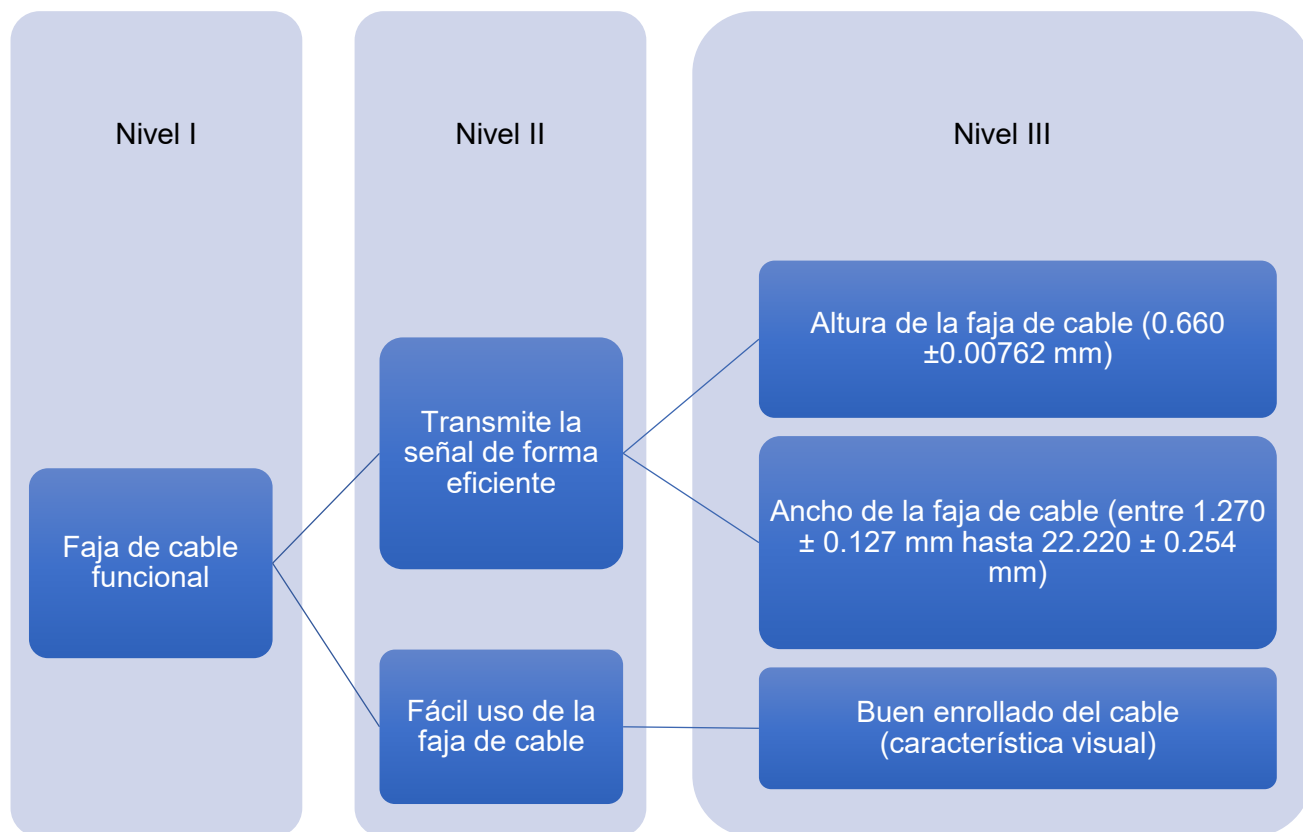 Nivel I
Nivel II
Nivel III
Faja de cable
funcional
Transmite la
señal de forma
eficiente
Fácil uso de la
faja de cable
Altura de la faja de cable (0.660
±0.00762 mm)
Ancho de la faja de cable (entre 1.270
± 0.127 mm hasta 22.220 ± 0.254
mm)
Buen enrollado del cable
(característica visual)